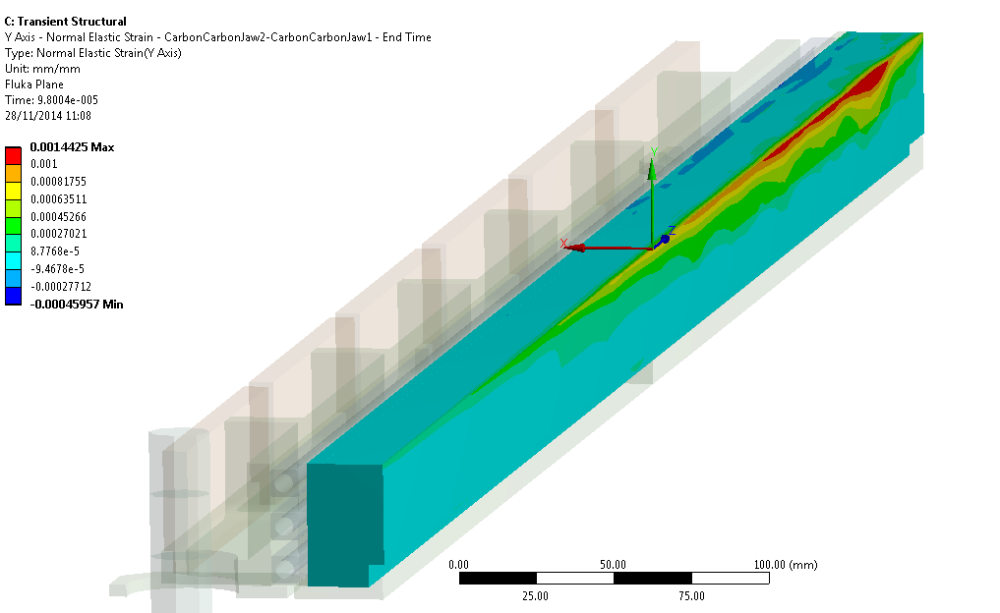 C: Transient Structural
Y Axis - Normal Elastic Strain - CarbonCarbonJaw2-CarbonCarbonJaw1 - End Time
Type: Normal Elastic Strain(Y Axis)
Unit: mm/mm
Fluka Plane
Time: 9.8004e-005
28/11/2014 11:08
0.0014425 Max
0.001
0.00081755
0.00063511
0.00045266
0.00027021
8.7768e-5
-9.4678e-5
-0.00027712
-0.00045957 Min
Y
Z
X
0.00 50.00 100.00 (mm)
25.00 75.00